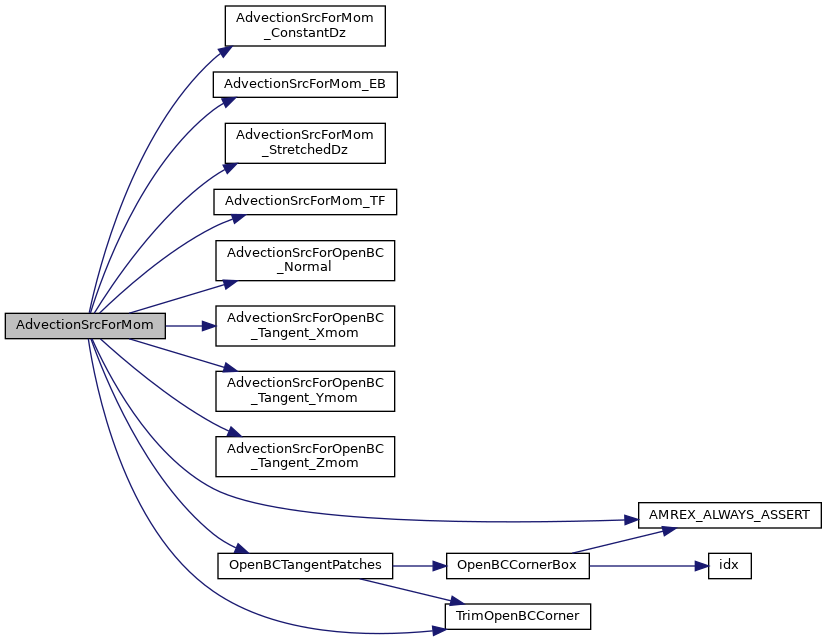 AdvectionSrcForMom
_ConstantDz
AdvectionSrcForMom_EB
AdvectionSrcForMom
_StretchedDz
AdvectionSrcForMom_TF
AdvectionSrcForOpenBC
_Normal
AdvectionSrcForMom
AdvectionSrcForOpenBC
_Tangent_Xmom
AdvectionSrcForOpenBC
_Tangent_Ymom
AdvectionSrcForOpenBC
_Tangent_Zmom
AMREX_ALWAYS_ASSERT
OpenBCTangentPatches
OpenBCCornerBox
idx
TrimOpenBCCorner